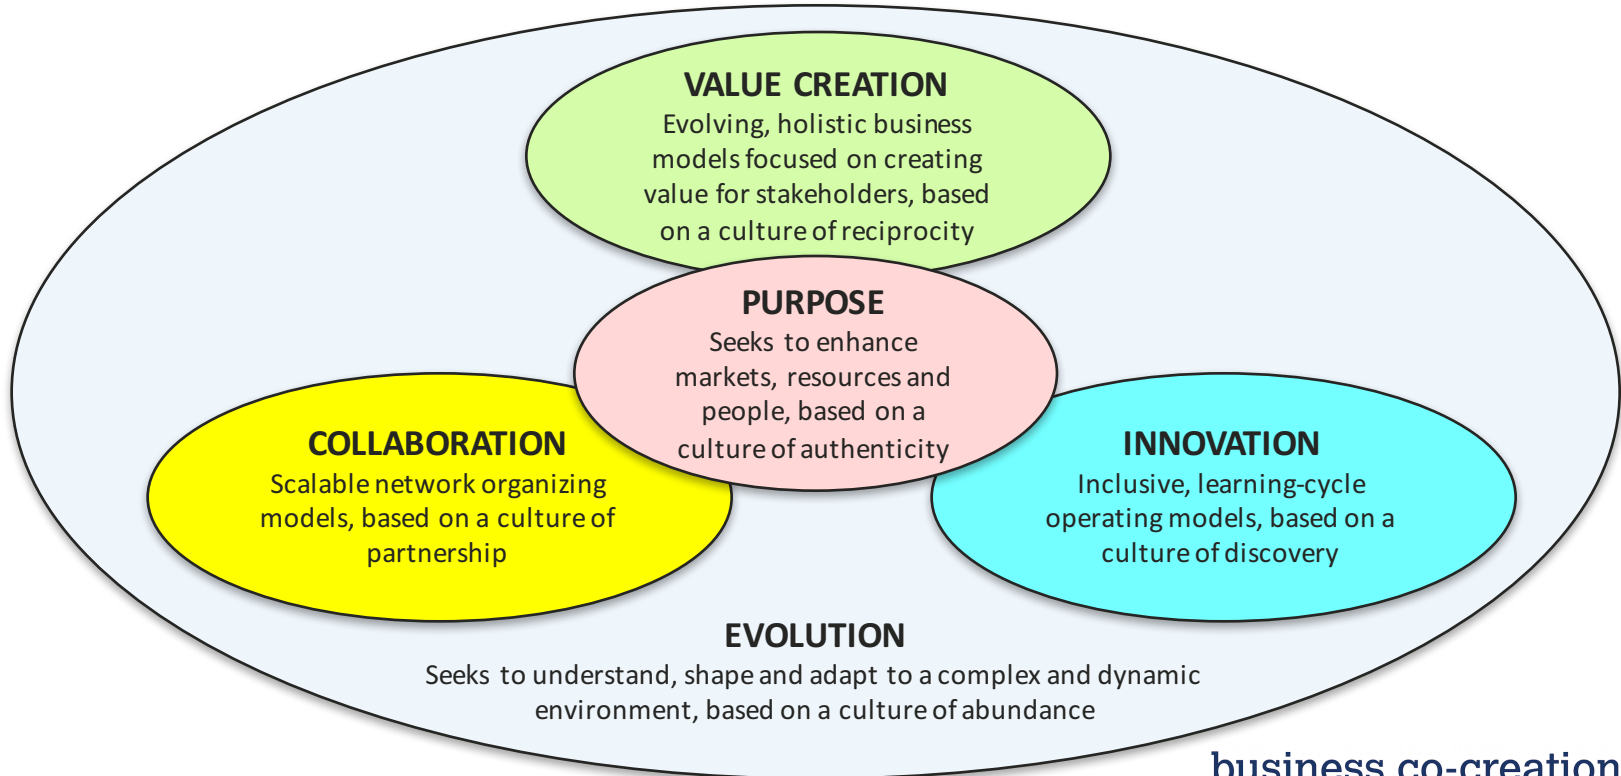 VALUE CREATION
Evolving, holistic business
models focused on creating
value for stakeholders, based
on a culture of reciprocity
PURPOSE
Seeks to enhance
markets, resources and
people, based on a
culture of authenticity
COLLABORATION
Scalable network organizing
models, based on a culture of
partnership
INNOVATION
Inclusive, learning-cycle
operating models, based on a
culture of discovery
EVOLUTION
Seeks to understand, shape and adapt to a complex and dynamic
environment, based on a culture of abundance
business co-creation